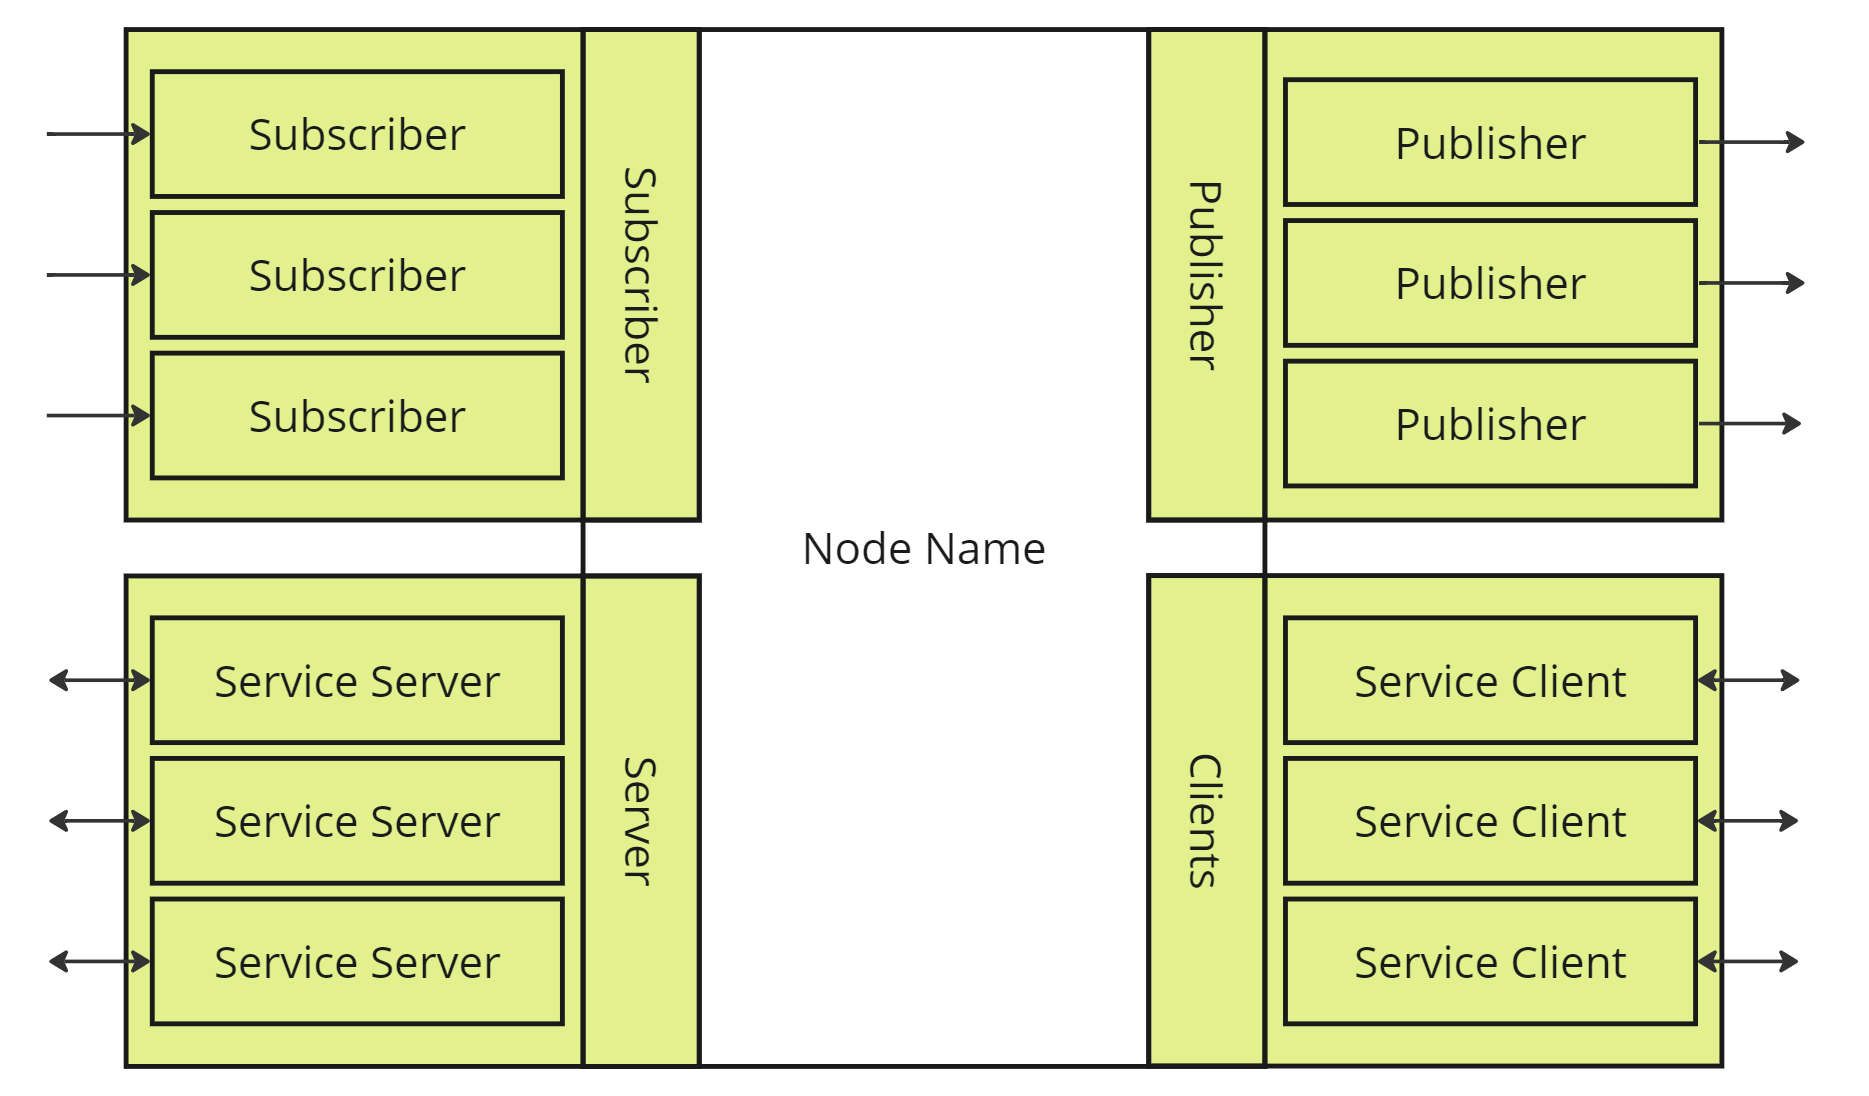 Subscriber
Subscriber
Subscriber
Subscriber
Publisher
Publisher
Publisher
Publisher
Node Name
Service Server
Service Server
Service Server
Server
Clients
Service Client
Service Client
Service Client